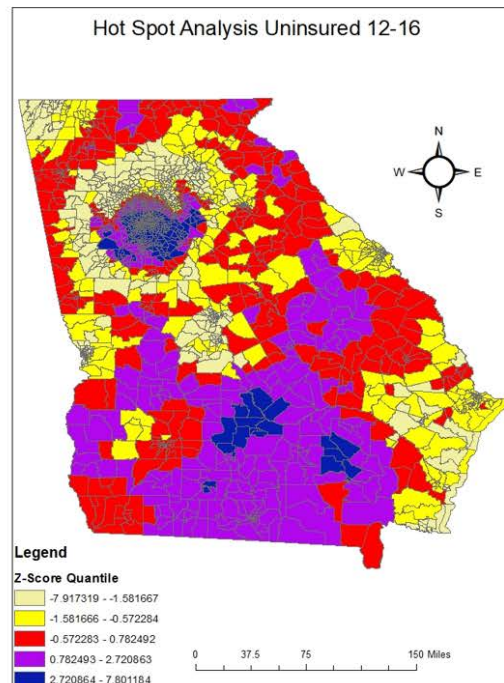 Hot Spot Analysis Uninsured 12-16
N
W E
S
Legend
Z-Score Quantile
-7.917319 - -1.581667
-1.581666 - -0.572284
-0.572283 - 0.782492
0.782493 - 2.720863
2.720864 - 7.801184
0 37.5 75 150 Miles